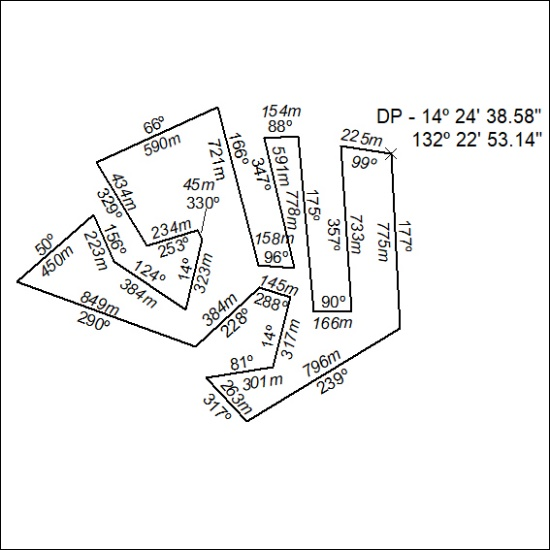 154m
88º
DP - 14º 24' 38.58"
132º 22' 53.14"
225m
99º
66º
590m
166º
721m
347º
591m
778m
175º
357º
733m
775m
177º
434m
329º
45m
330º
234m
253º
14º
323m
158m
96º
50º
450m
223m
156º
124º
384m
849m
290º
384m
228º
145m
288º
14º
317m
90º
166m
81º
301m
263m
317º
796m
239º